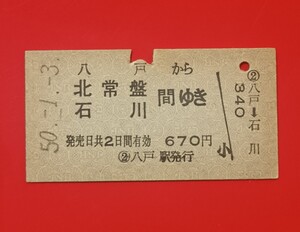 50.-1.-3.
八戸から
北常盤
石川
間ゆき
発売日共2日間有効 670円
②八戸駅発行
②
八戸➡石川
340
小